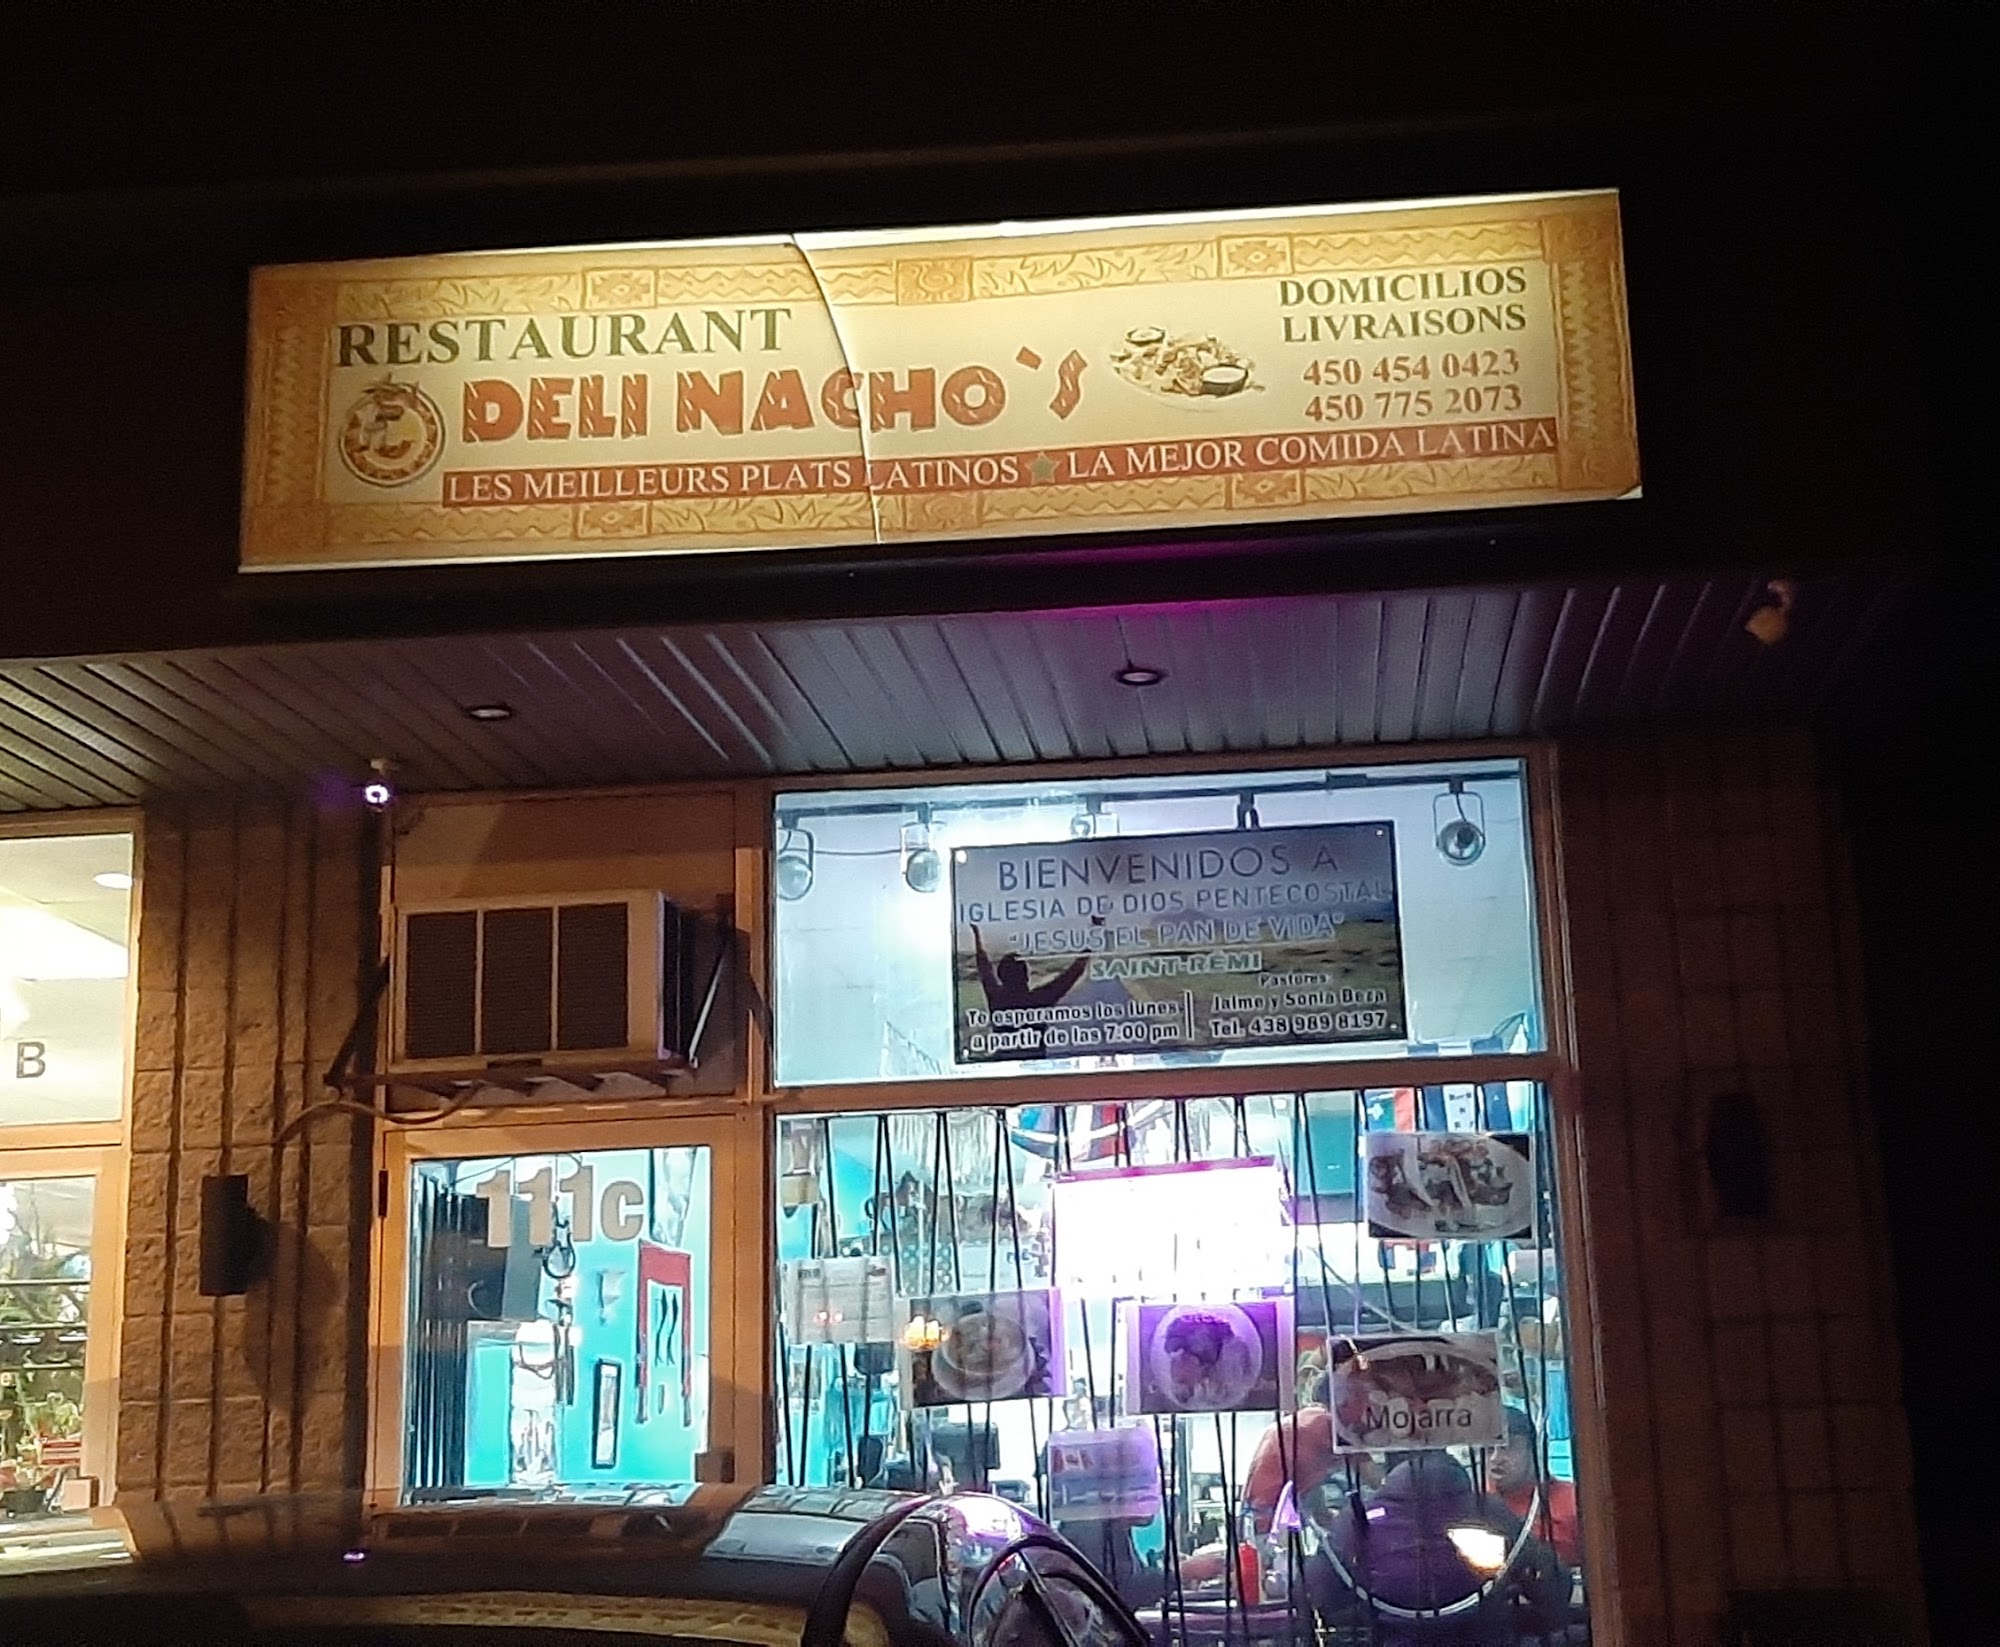 RESTAURANT
DELI NACHO`S
DOMICILIOS
LIVRAISONS
450 454 0423
450 775 2073
LES MEILLEURS PLATS LATINOS ★ LA MEJOR COMIDA LATINA
BIENVENIDOS A
IGLESIA DE DIOS PENTECOSTAL
"JESUS EL PAN DE VIDA"
SAINT-RÉMI
Te esperamos los lunes
a partir de las 7:00 pm
Pastores:
Jaime y Sonia Beza
Tel. 438 989 8197
B
111c
Mojarra